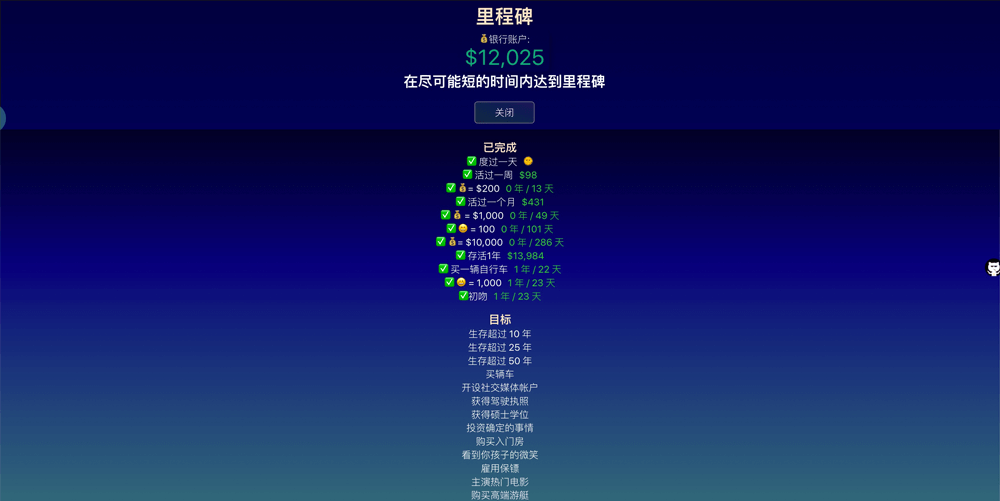 里程碑
💰银行账户:
$12,025
在尽可能短的时间内达到里程碑
关闭
已完成
✅ 度过一天 🌞
✅ 活过一周 $98
✅ 💰= $200 0 年 / 13 天
✅ 活过一个月 $431
✅ 💰 = $1,000 0 年 / 49 天
✅ 😄 = 100 0 年 / 101 天
✅ 💰= $10,000 0 年 / 286 天
✅ 存活1年 $13,984
✅ 买一辆自行车 1 年 / 22 天
✅ 😄 = 1,000 1 年 / 23 天
✅初吻 1 年 / 23 天
目标
生存超过 10 年
生存超过 25 年
生存超过 50 年
买辆车
开设社交媒体帐户
获得驾驶执照
获得硕士学位
投资确定的事情
购买入门房
看到你孩子的微笑
雇用保镖
主演热门电影
购买高端游艇